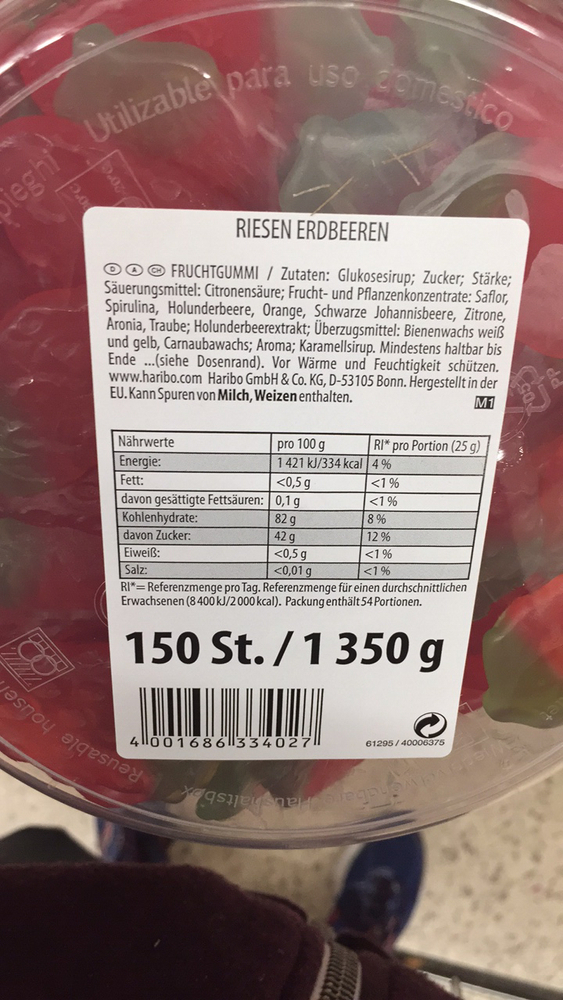 Utilizable para uso domestico
RIESEN ERDBEEREN
D A CH FRUCHTGUMMI / Zutaten: Glukosesirup; Zucker; Stärke;
Säuerungsmittel: Citronensäure; Frucht- und Pflanzenkonzentrate: Saflor,
Spirulina, Holunderbeere, Orange, Schwarze Johannisbeere, Zitrone,
Aronia, Traube; Holunderbeerextrakt; Überzugsmittel: Bienenwachs weiß
und gelb, Carnaubawachs; Aroma; Karamellsirup. Mindestens haltbar bis
Ende ...(siehe Dosenrand). Vor Wärme und Feuchtigkeit schützen.
www.haribo.com Haribo GmbH & Co. KG, D-53105 Bonn. Hergestellt in der
EU. Kann Spuren von Milch, Weizen enthalten.
M1
Nährwerte pro 100 g RI* pro Portion (25 g)
Energie: 1 421 kJ/334 kcal 4 %
Fett: <0,5 g <1 %
davon gesättigte Fettsäuren: 0,1 g <1 %
Kohlenhydrate: 82 g 8 %
davon Zucker: 42 g 12 %
Eiweiß: <0,5 g <1 %
Salz: <0,01 g <1 %
RI*= Referenzmenge pro Tag. Referenzmenge für einen durchschnittlichen
Erwachsenen (8 400 kJ/2 000 kcal). Packung enthält 54 Portionen.
150 St. / 1 350 g
4 001686 334027
61295 / 40006375
Reusable